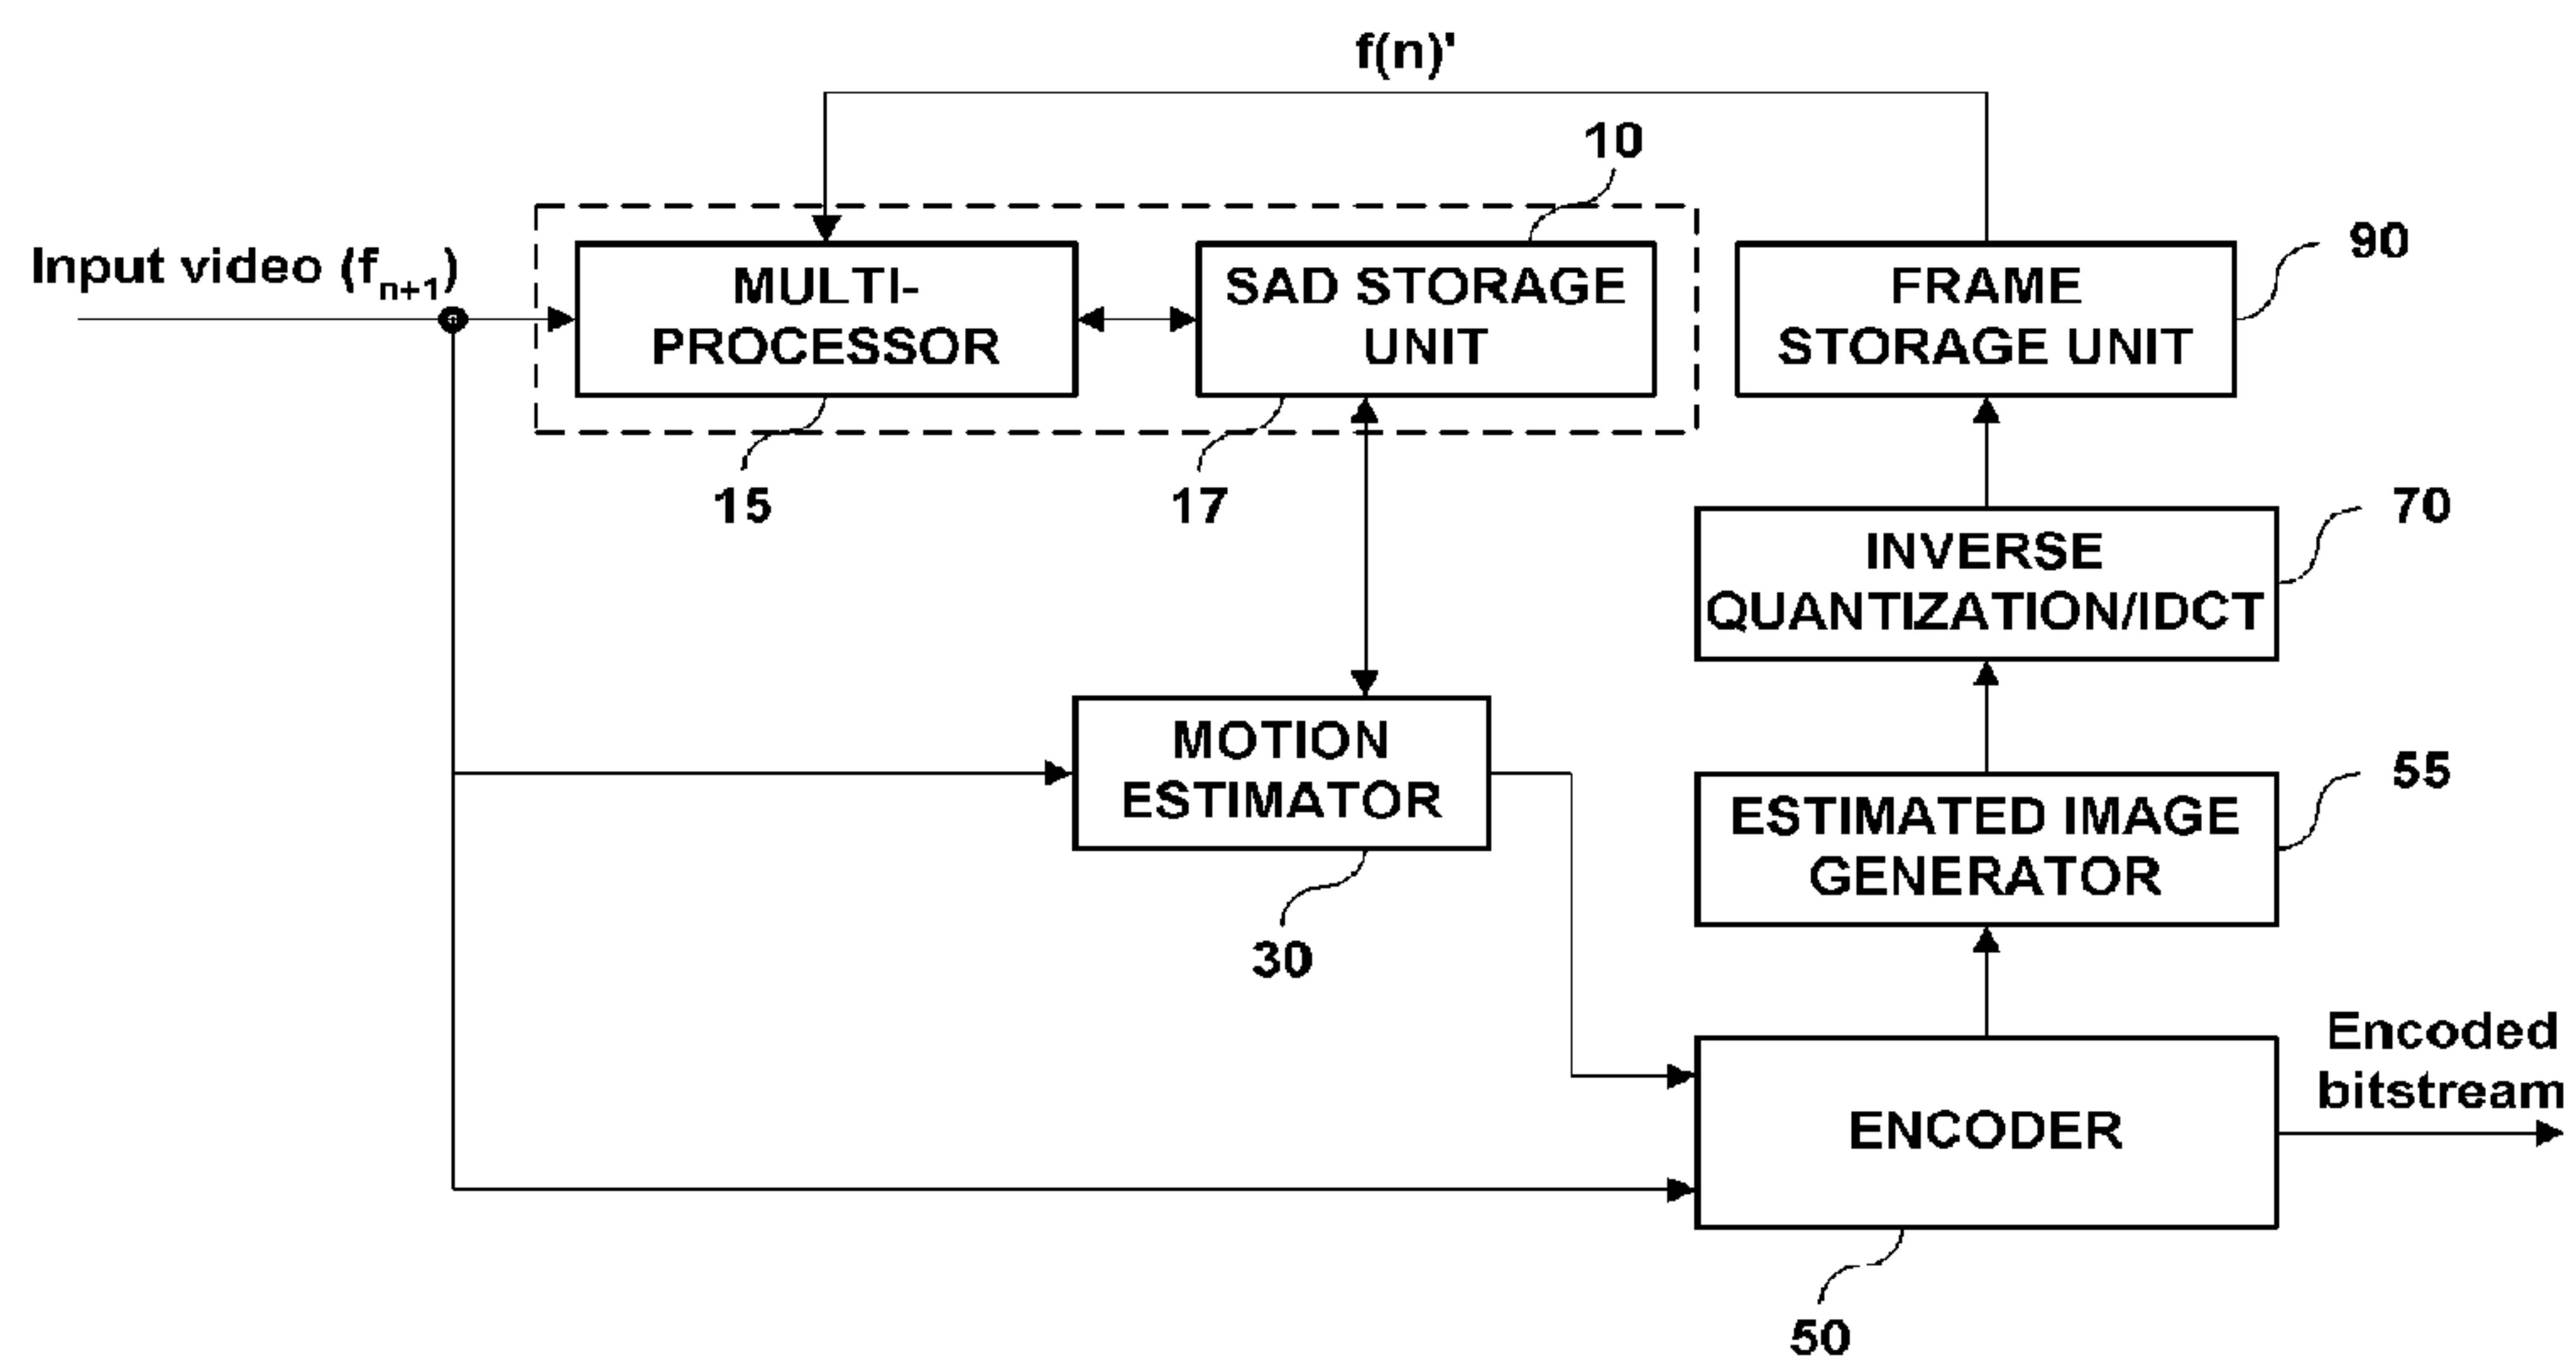 f(n)'
10
Input video (fn+1)
MULTI-
PROCESSOR
SAD STORAGE
UNIT
FRAME
STORAGE UNIT
90
15
17
INVERSE
QUANTIZATION/IDCT
70
MOTION
ESTIMATOR
30
ESTIMATED IMAGE
GENERATOR
55
ENCODER
Encoded
bitstream
50